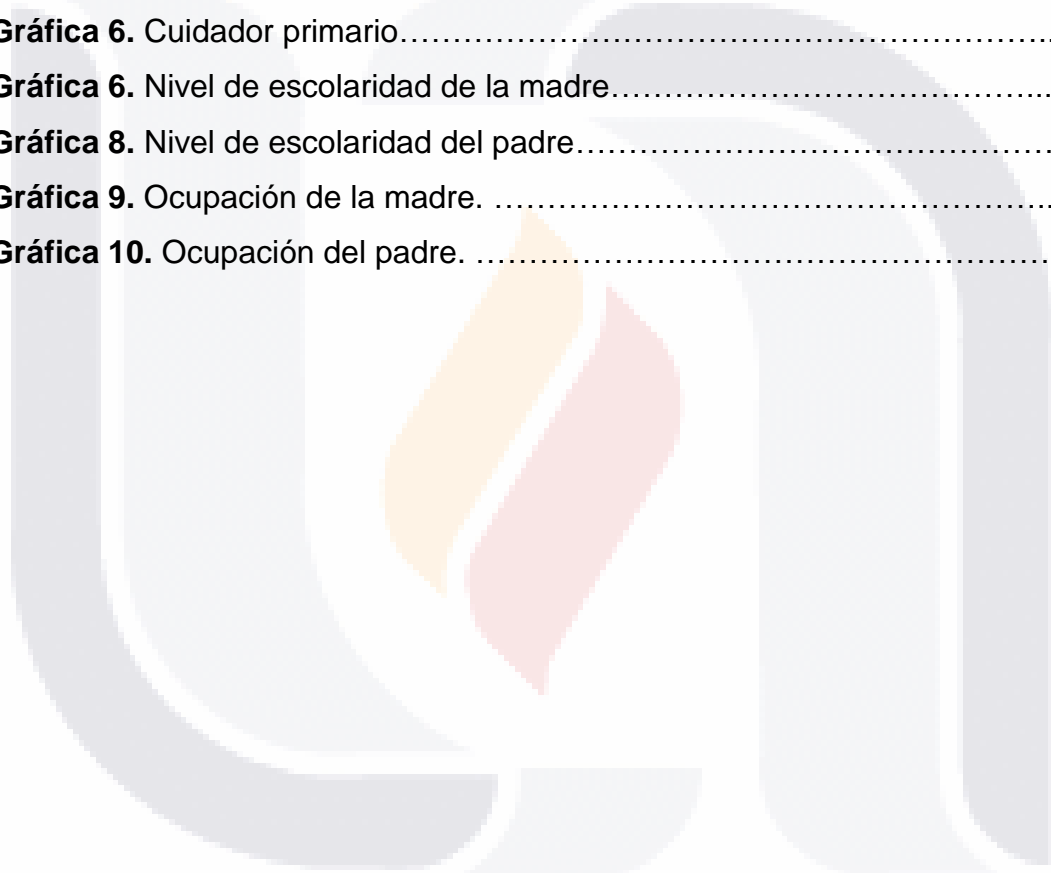 Gráfica 6. Cuidador primario…………………………………………………………..
Gráfica 6. Nivel de escolaridad de la madre……………………………………...
Gráfica 8. Nivel de escolaridad del padre…………………………………………
Gráfica 9. Ocupación de la madre. ………………………………………………..
Gráfica 10. Ocupación del padre. …………………………………………………